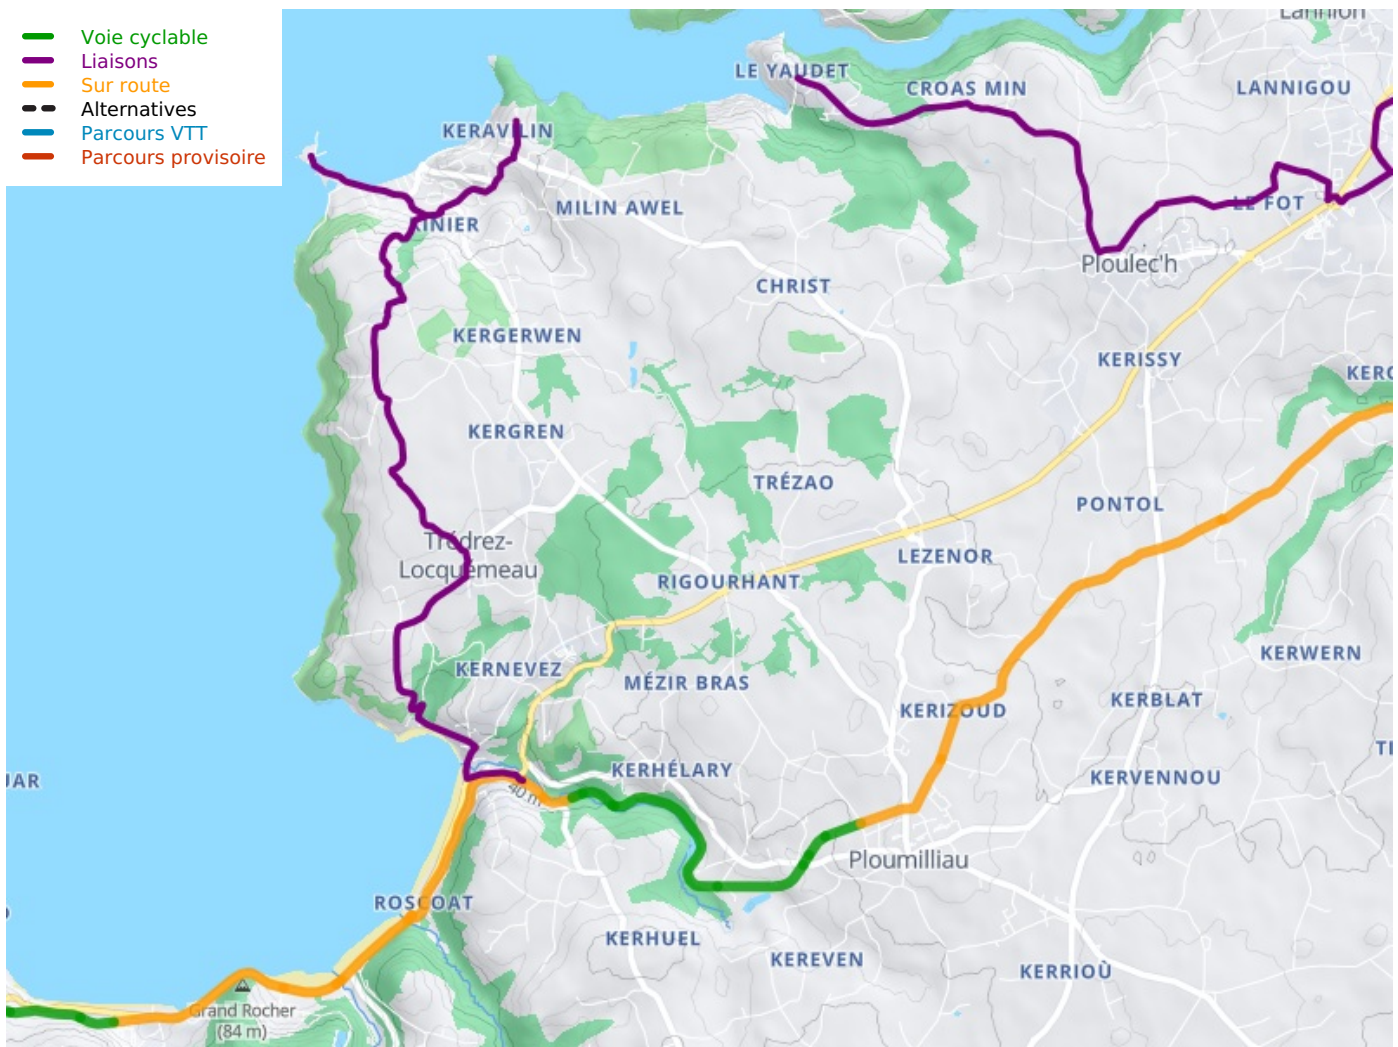 Voie cyclable
Liaisons
Sur route
Alternatives
Parcours VTT
Parcours provisoire
Lannion
LE YAUDET
CROAS MIN
LANNIGOU
KERAVILIN
MILIN AWEL
LE FOT
Ploulec'h
CHRIST
KERGERWEN
KERISSY
KERGREN
TRÉZAO
PONTOL
Trédrez-
Locquémeau
LEZENOR
RIGOURHANT
KERNEVEZ
MÉZIR BRAS
KERWERN
KERIZOUD
KERBLAT
KERHÉLARY
KERVENNOU
40 m
Ploumilliau
ROSCOAT
KERHUEL
KEREVEN
KERRIOÙ
Grand Rocher
(84 m)